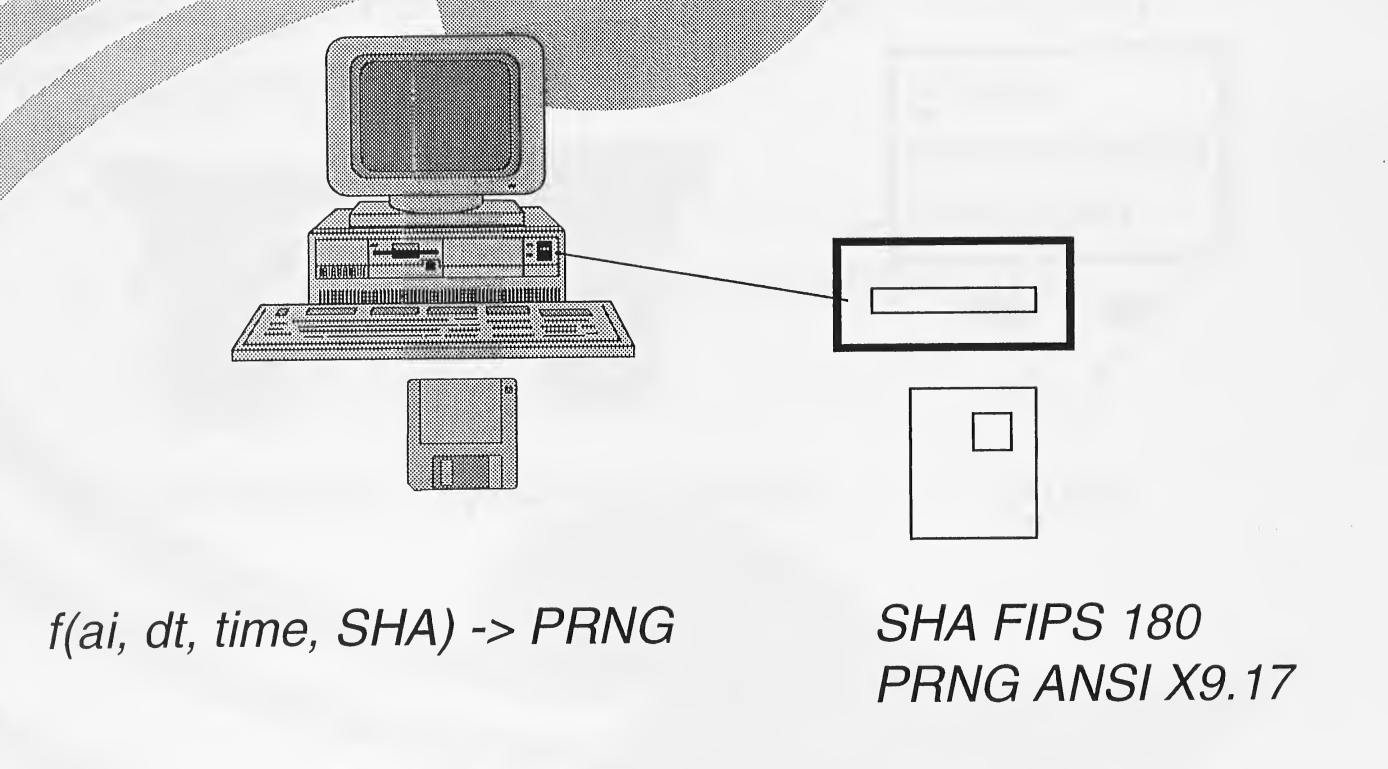 f(ai, dt, time, SHA) -> PRNG
SHA FIPS 180
PRNG ANSI X9.17